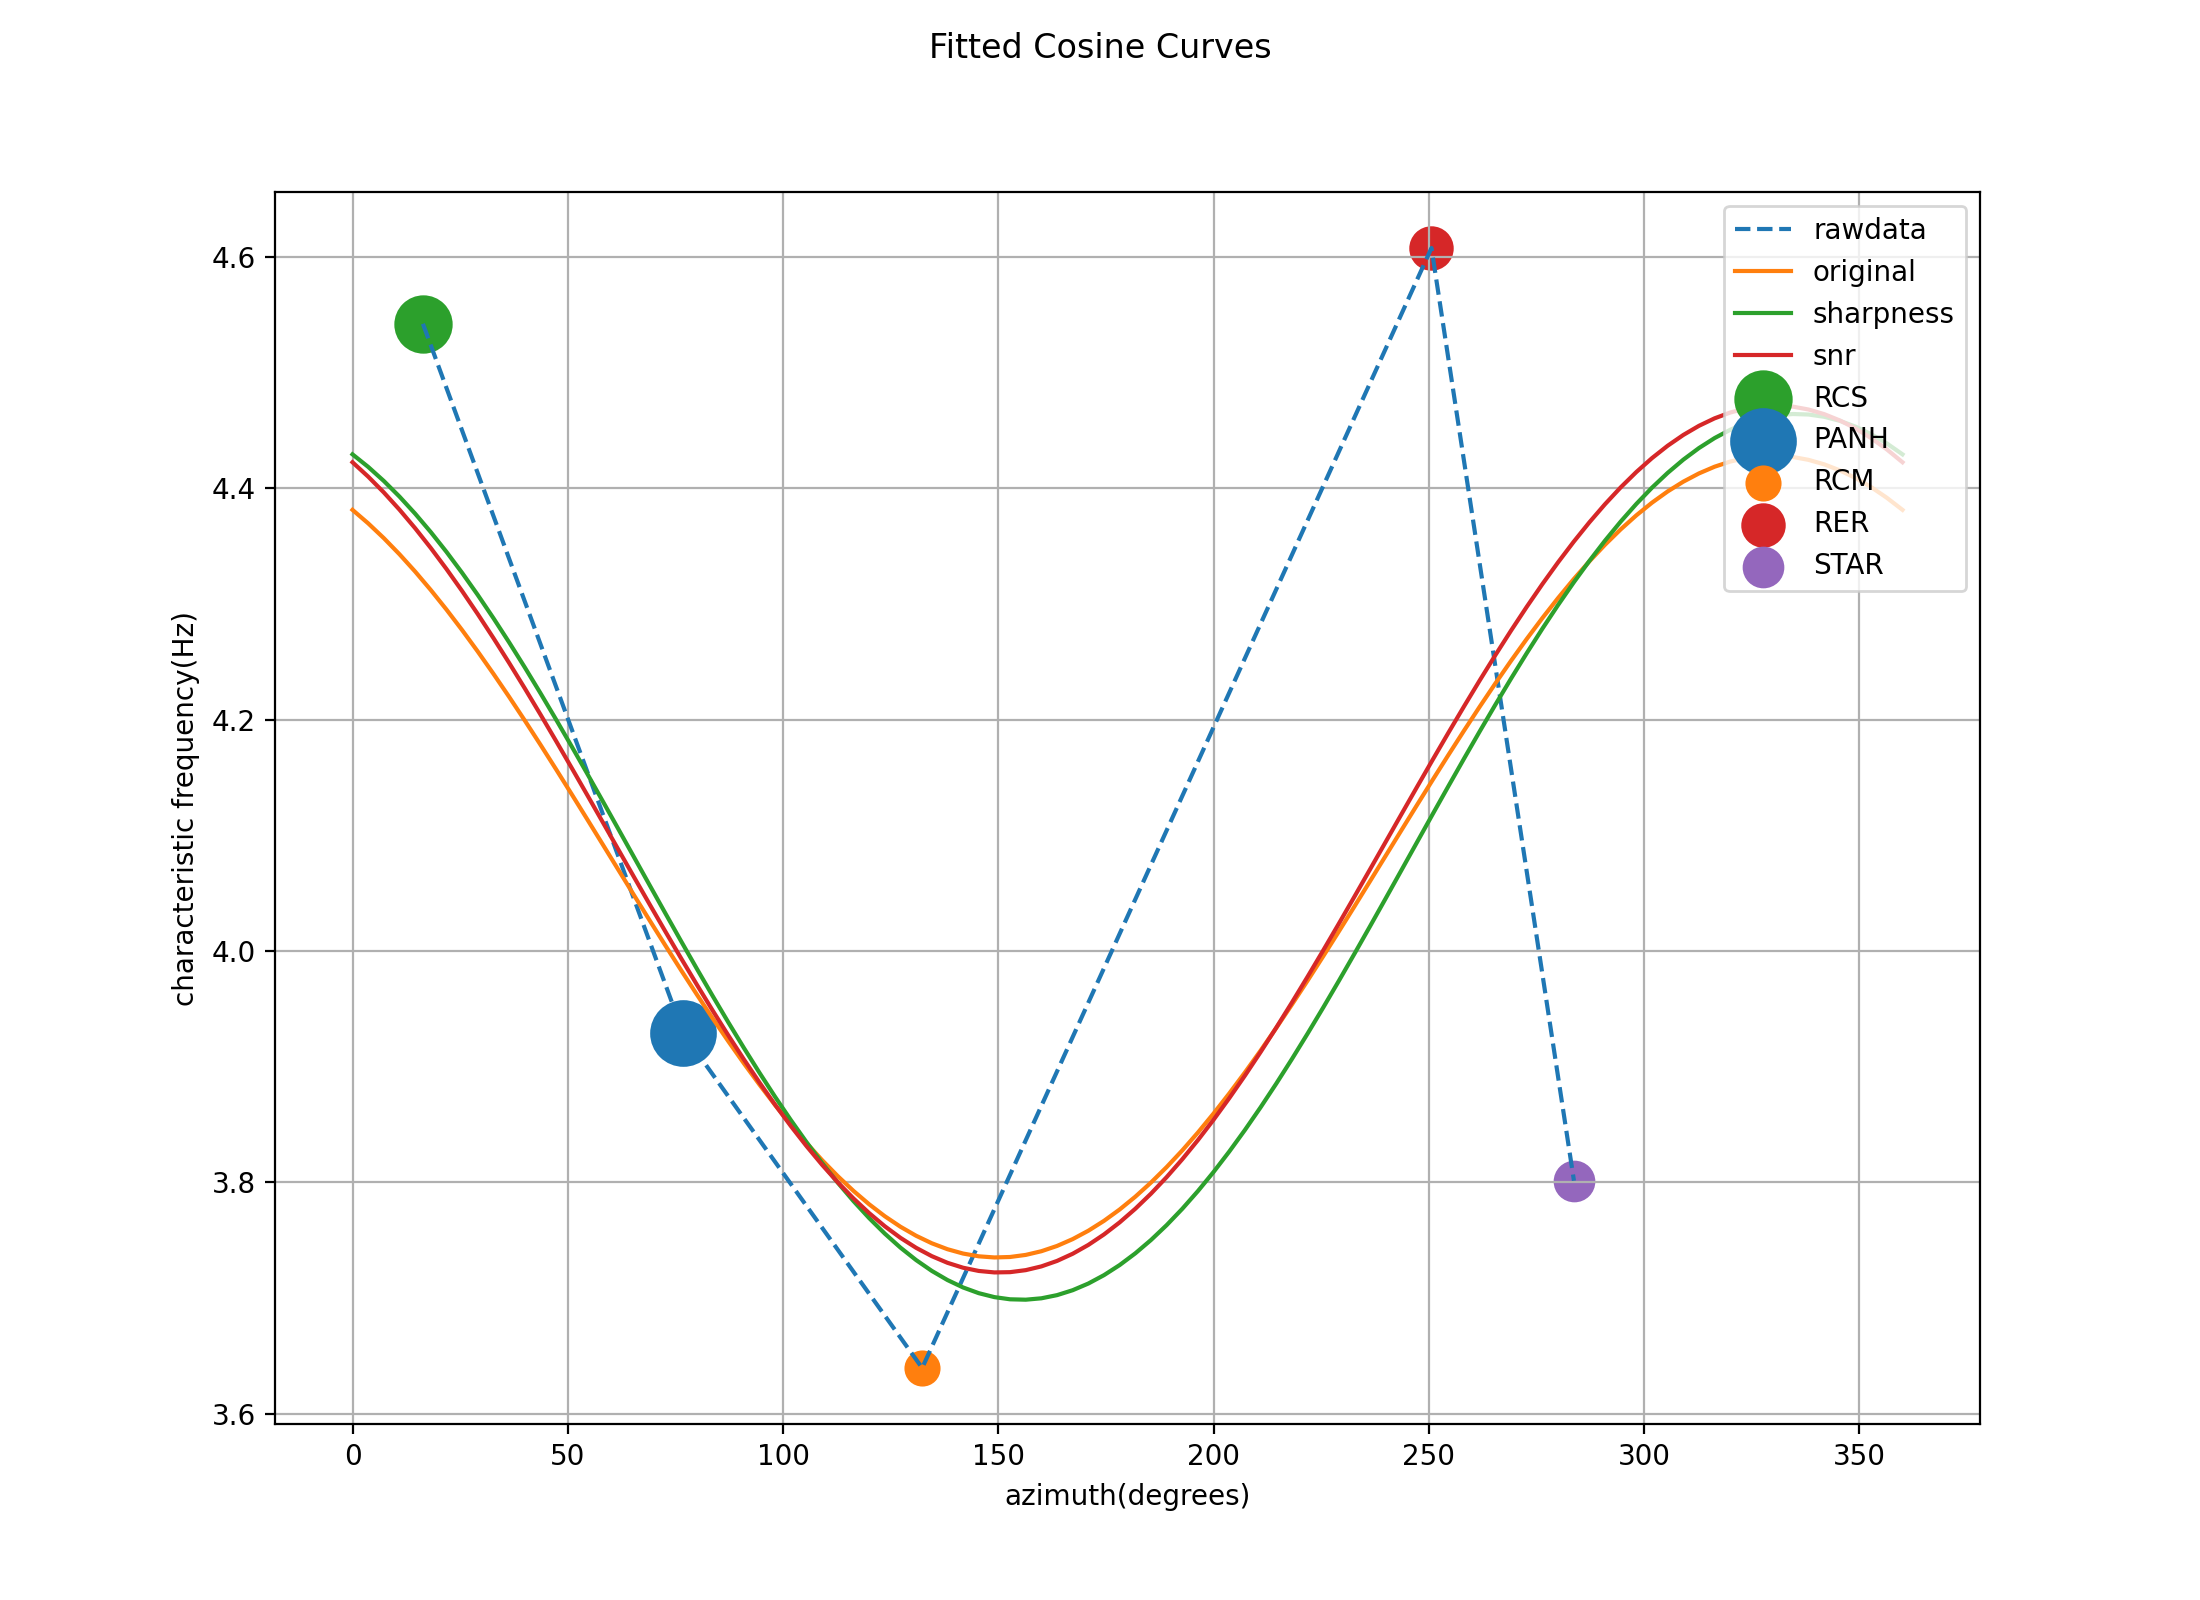 Fitted Cosine Curves
characteristic frequency(Hz)
4.6
4.4
4.2
4.0
3.8
3.6
rawdata
original
sharpness
snr
RCS
PANH
RCM
RER
STAR
0 50 100 150 200 250 300 350
azimuth(degrees)